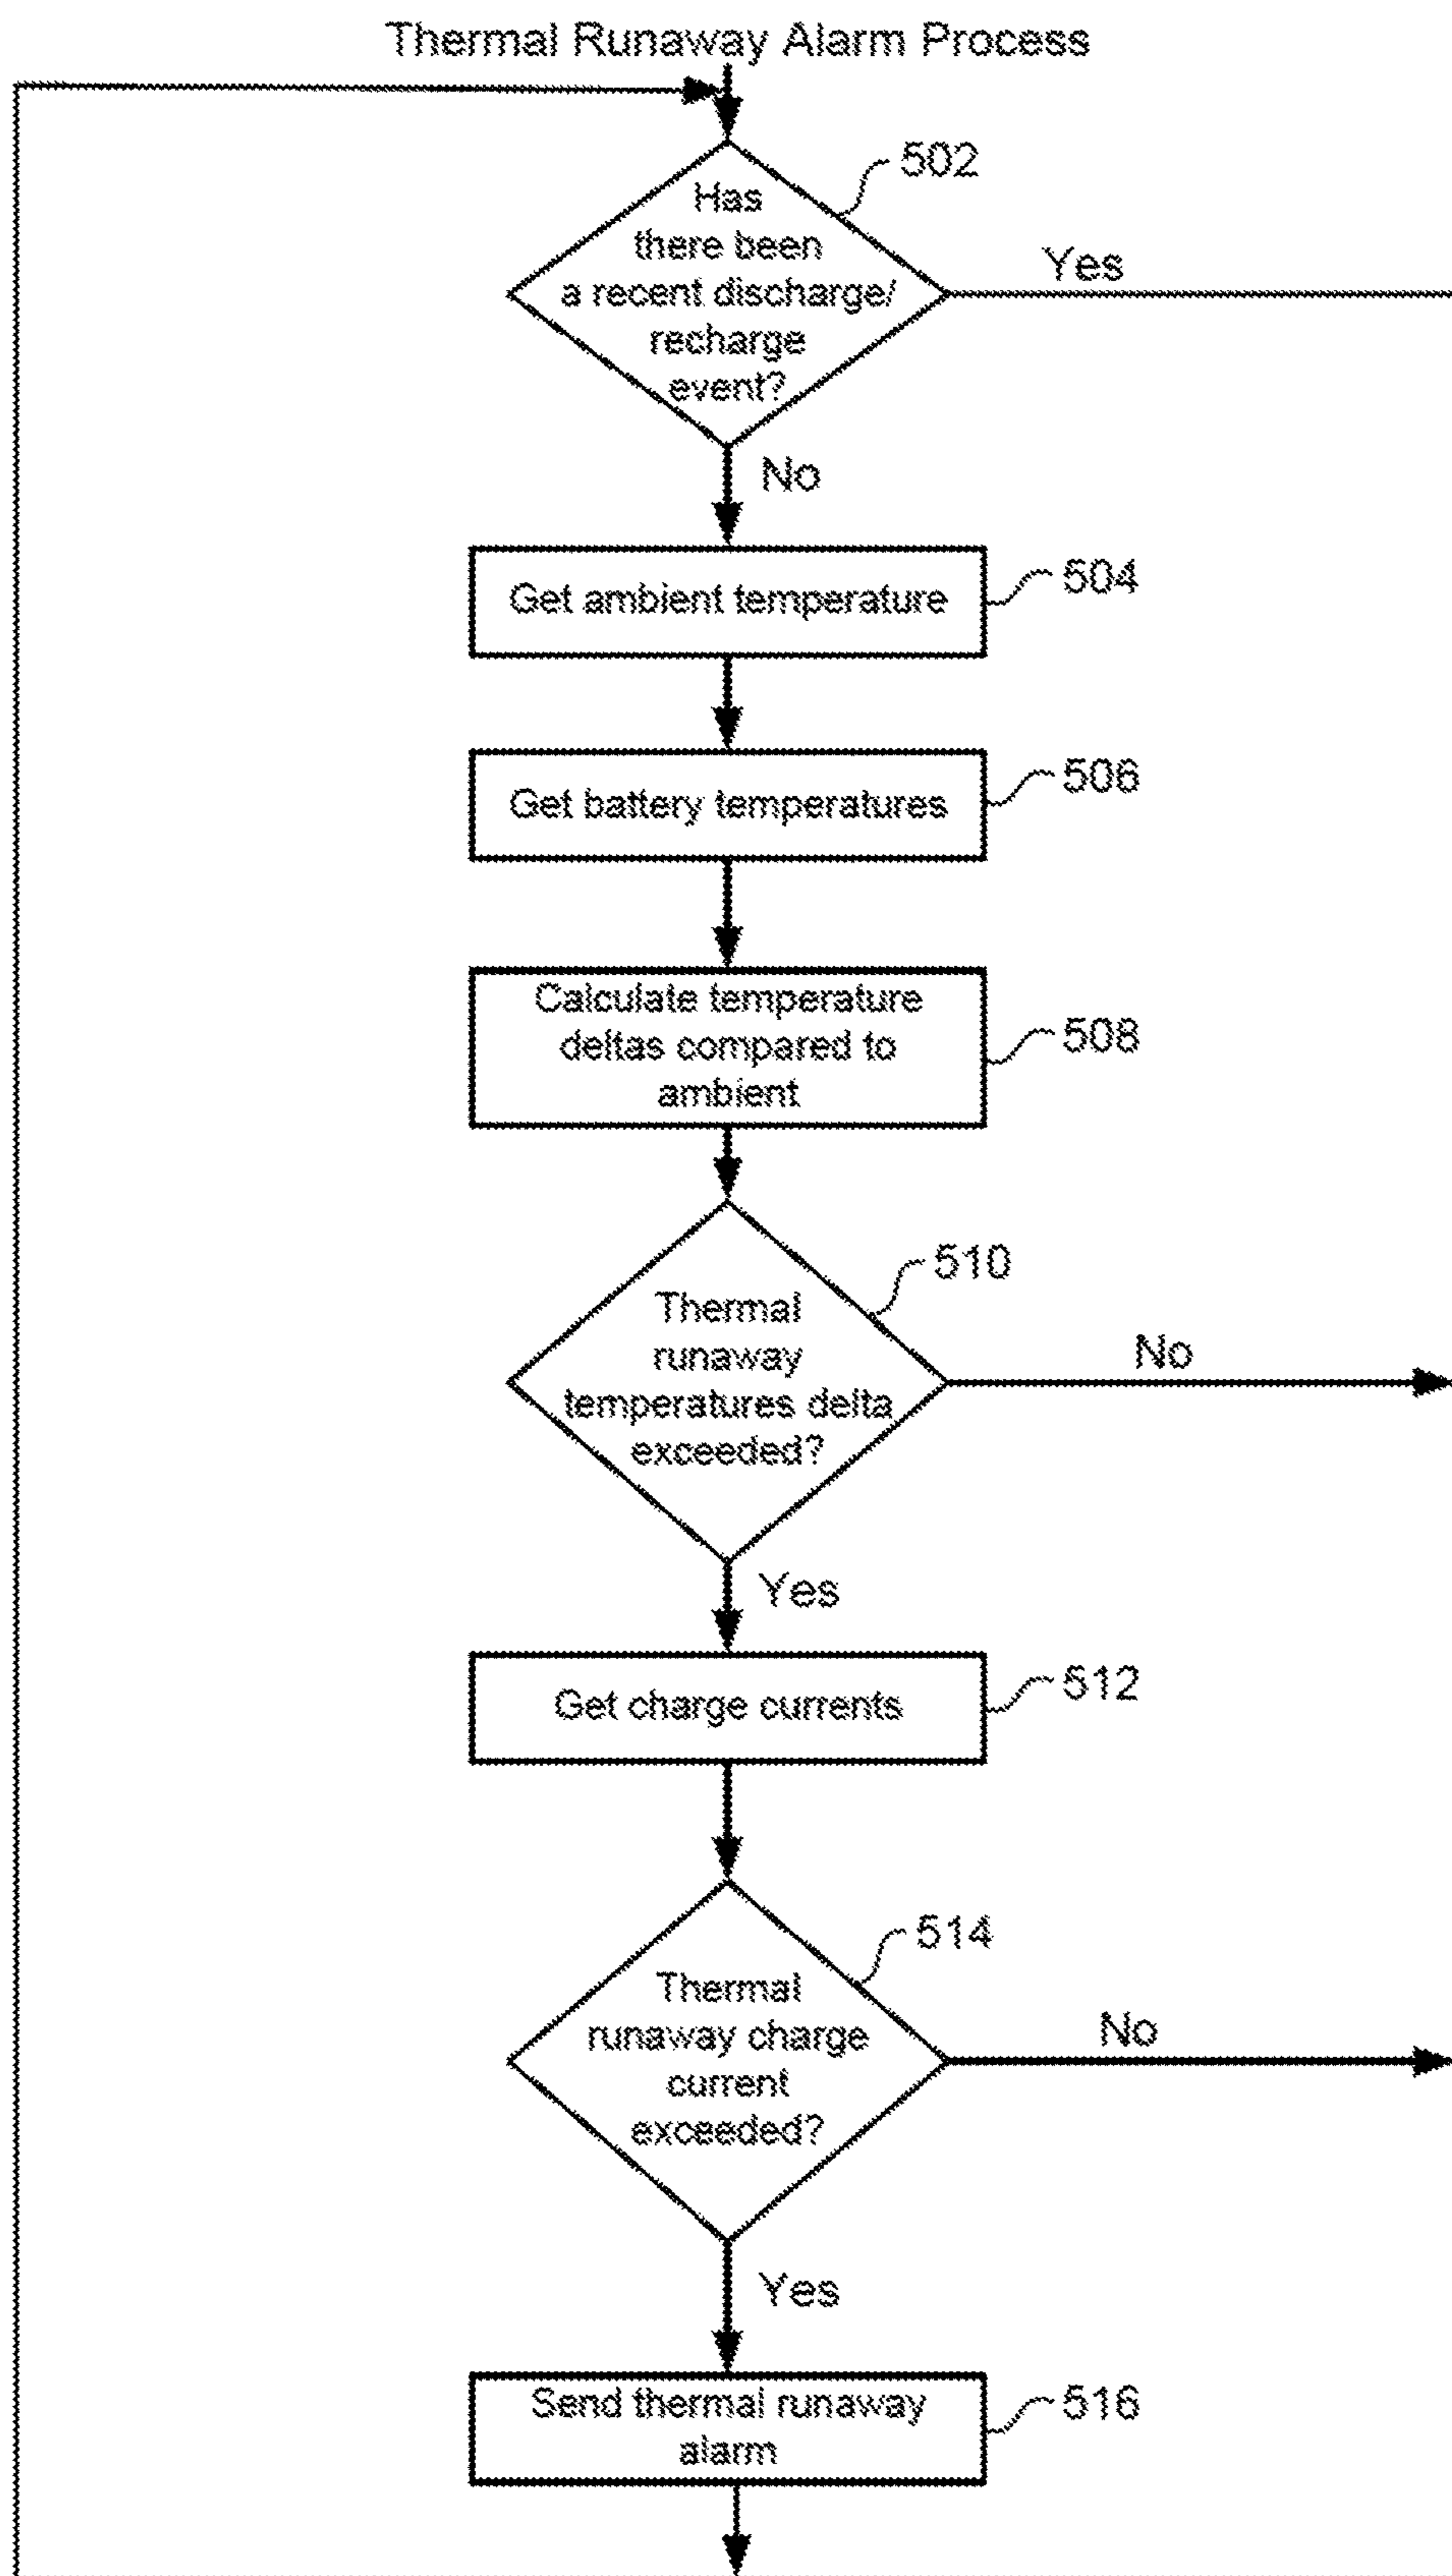 Thermal Runaway Alarm Process
502
Has
there been
a recent discharge/
recharge
event?
Yes
No
Get ambient temperature
504
Get battery temperatures
506
Calculate temperature
deltas compared to
ambient
508
510
Thermal
runaway
temperatures delta
exceeded?
No
Yes
Get charge currents
512
514
Thermal
runaway charge
current
exceeded?
No
Yes
Send thermal runaway
alarm
516